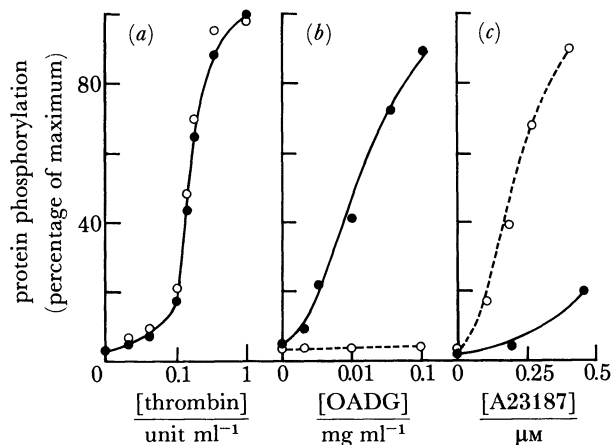 (a) (b) (c)
protein phosphorylation
(percentage of maximum)
80
40
0 0.1 1 0 0.01 0.1 0 0.25 0.5
[thrombin] [OADG] [A23187]
unit ml⁻¹ mg ml⁻¹ μM